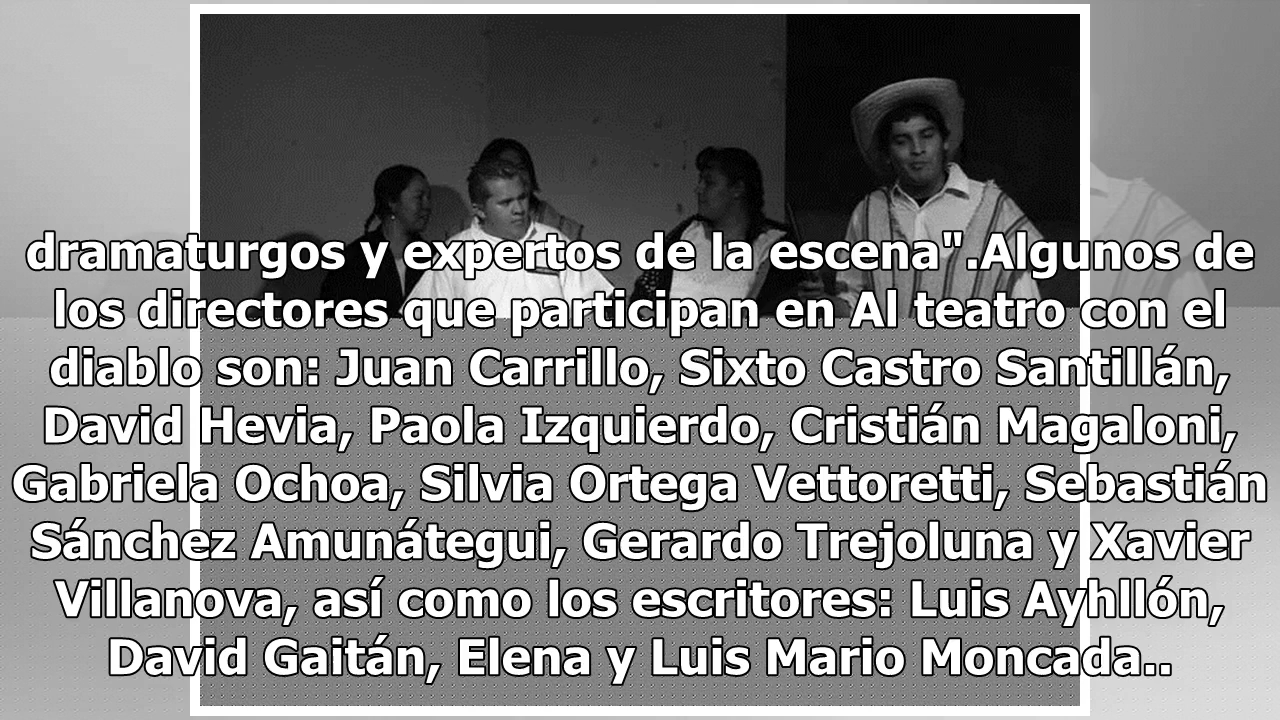 dramaturgos y expertos de la escena".Algunos de
los directores que participan en Al teatro con el
diablo son: Juan Carrillo, Sixto Castro Santillán,
David Hevia, Paola Izquierdo, Cristián Magaloni,
Gabriela Ochoa, Silvia Ortega Vettoretti, Sebastián
Sánchez Amunátegui, Gerardo Trejoluna y Xavier
Villanova, así como los escritores: Luis Ayhllón,
David Gaitán, Elena y Luis Mario Moncada..